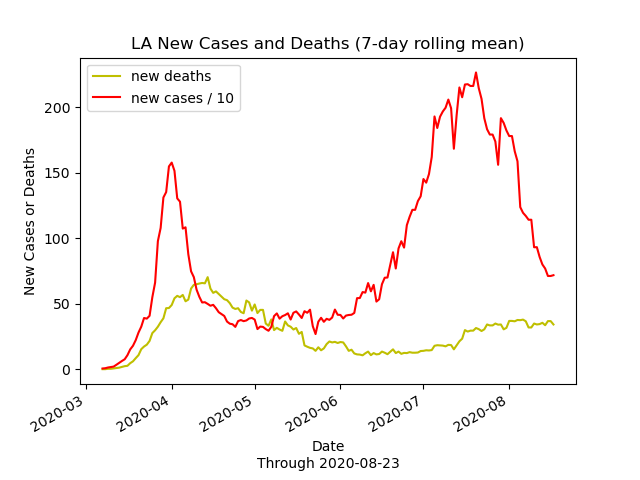 LA New Cases and Deaths (7-day rolling mean)
new deaths
new cases / 10
200
150
100
50
0
New Cases or Deaths
2020-03
2020-04
2020-05
2020-06
2020-07
2020-08
Date
Through 2020-08-23